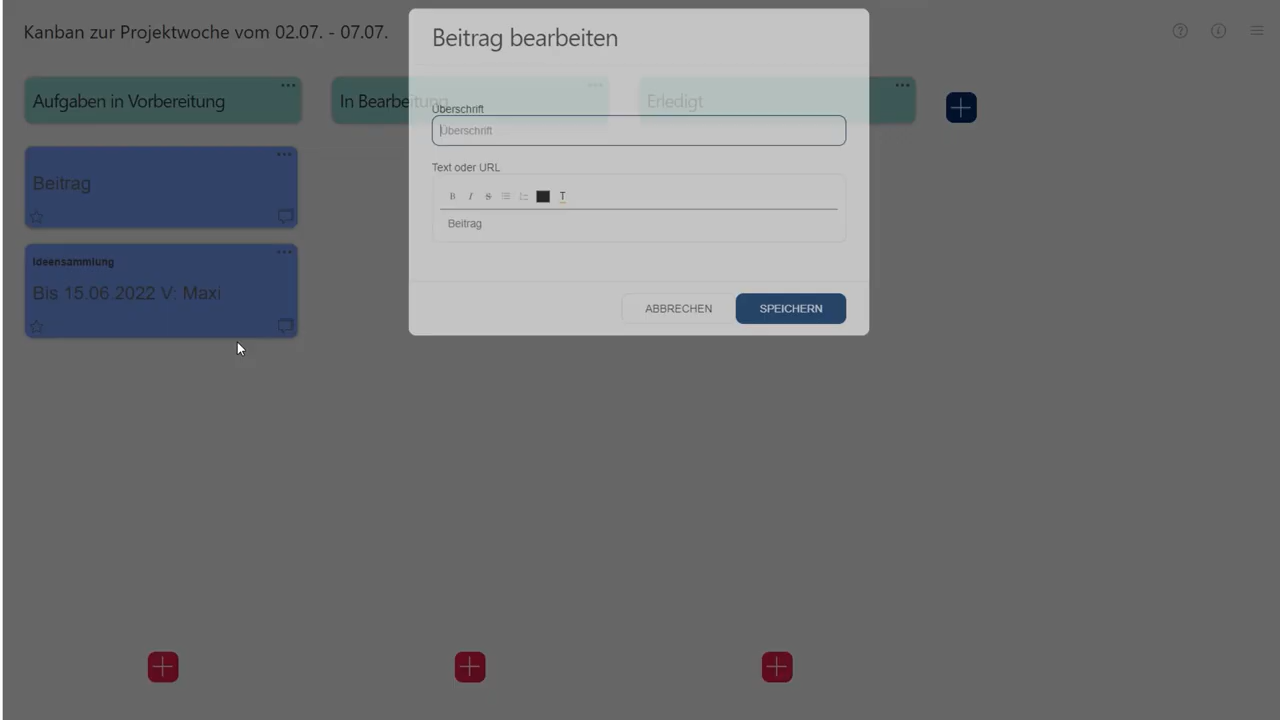 Kanban zur Projektwoche vom 02.07. - 07.07.
Beitrag bearbeiten
Aufgaben in Vorbereitung
In Bearbeitung
Erledigt
Überschrift
Überschrift
Text oder URL
B I S T
Beitrag
ABBRECHEN
SPEICHERN
Beitrag
Ideensammlung
Bis 15.06.2022 V: Maxi